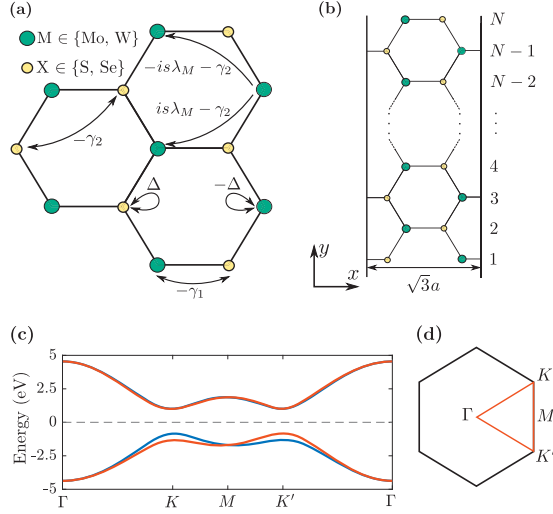 (a)
M ∈ {Mo, W}
X ∈ {S, Se}
−isλ_M − γ_2
isλ_M − γ_2
−γ_2
Δ
−Δ
−γ_1
(b)
N
N − 1
N − 2
⋮
4
3
2
1
y
x
√3a
(c)
Energy (eV)
5
2.5
0
-2.5
-5
Γ
K
M
K′
Γ
(d)
K
Γ
M
K′